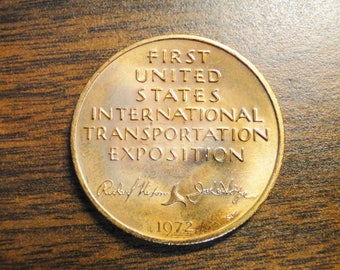 FIRST
UNITED
STATES
INTERNATIONAL
TRANSPORTATION
EXPOSITION
1972